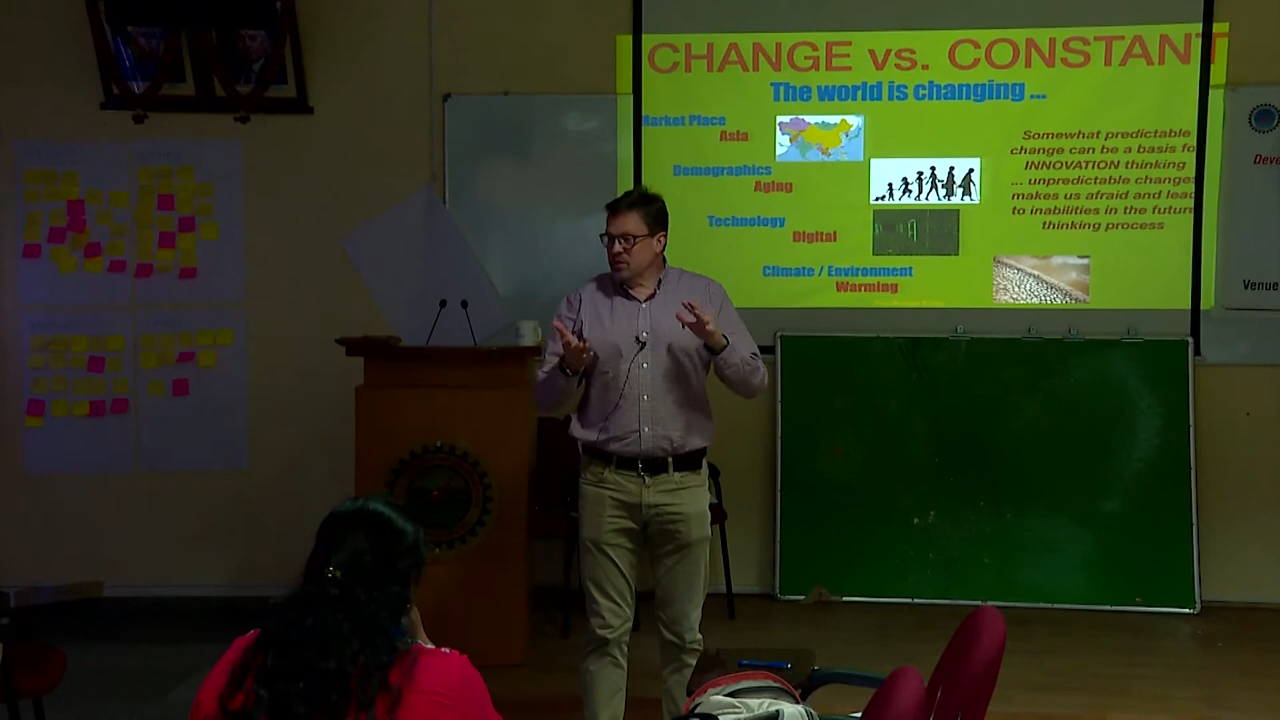 CHANGE vs. CONSTANT
The world is changing ...
Market Place
Asia
Demographics
Aging
Technology
Digital
Climate / Environment
Warming
Somewhat predictable
change can be a basis fo
INNOVATION thinking
... unpredictable changes
makes us afraid and lead
to inabilities in the future
thinking process
Deve
Venue